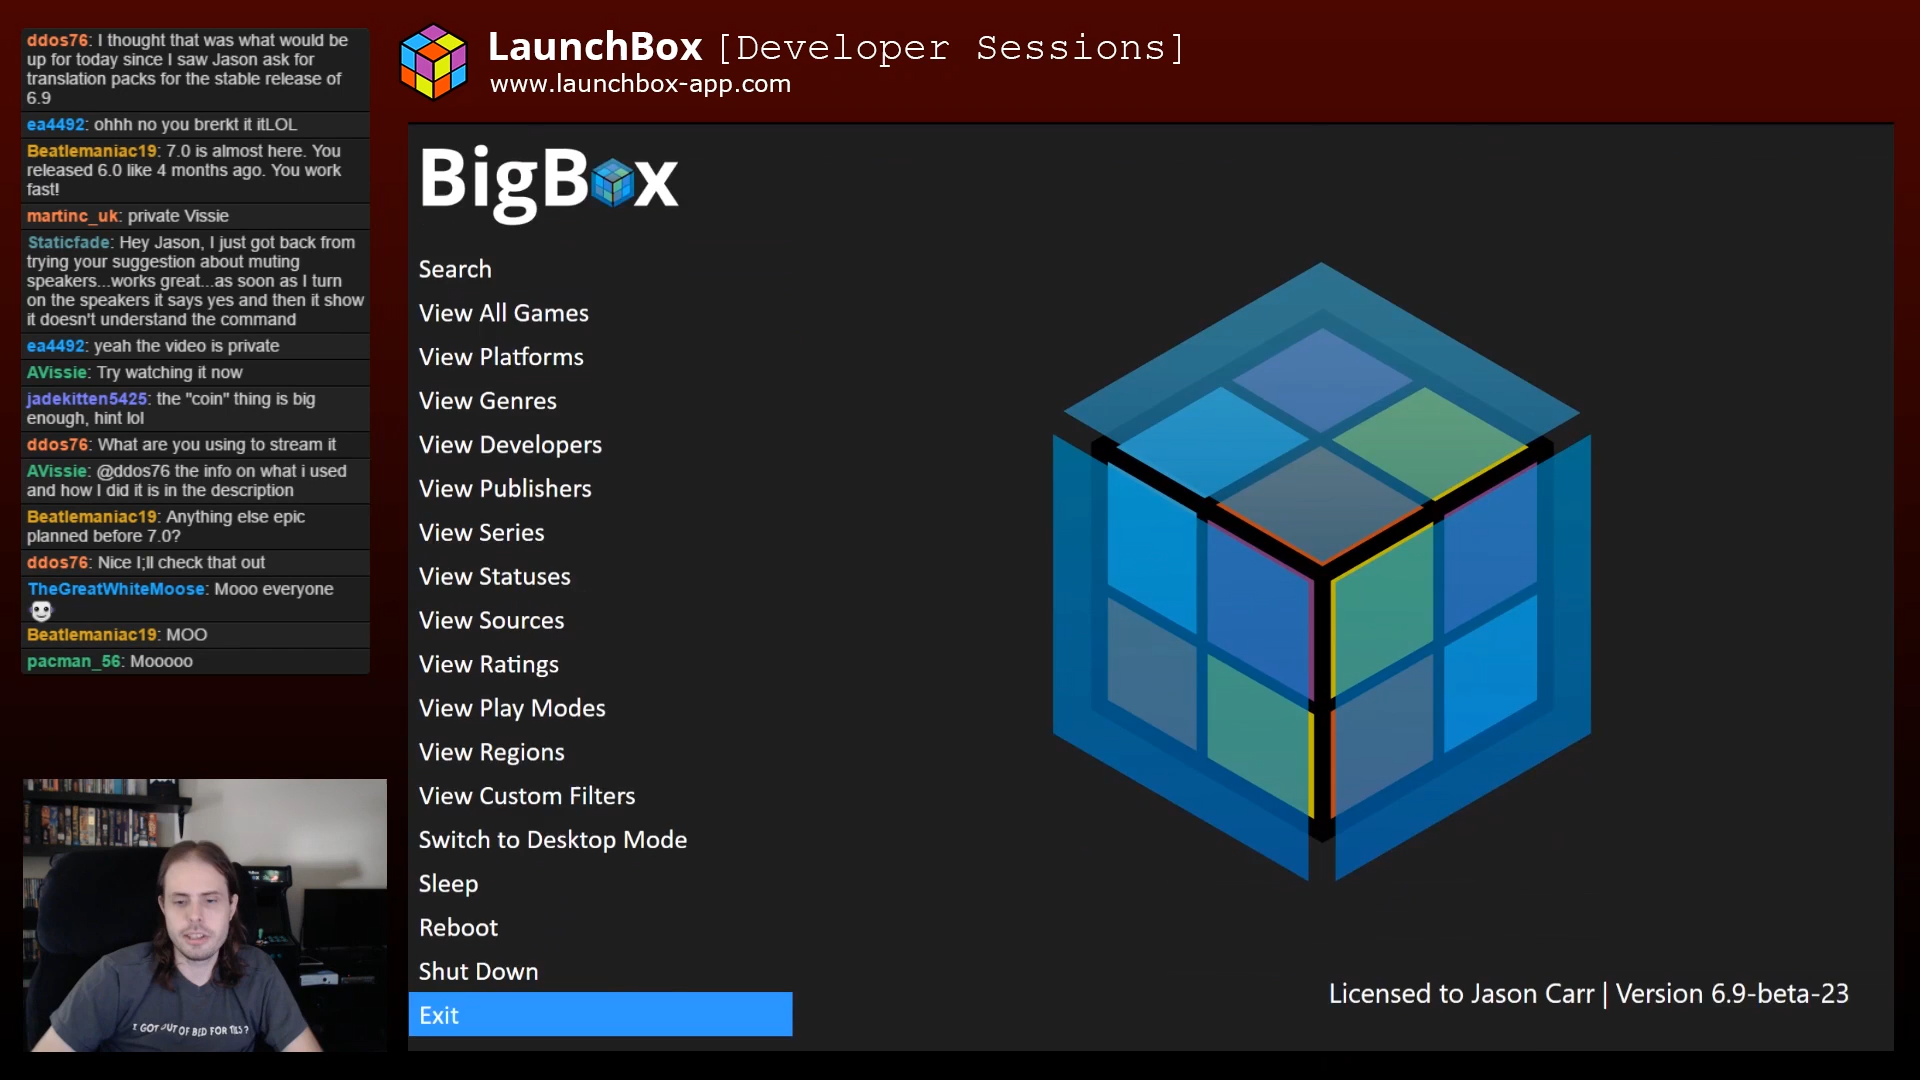 ddos76: I thought that was what would be
up for today since I saw Jason ask for
translation packs for the stable release of
6.9
ea4492: ohhh no you brerkt it itLOL
Beatlemaniac19: 7.0 is almost here. You
released 6.0 like 4 months ago. You work
fast!
martinc_uk: private Vissie
Staticfade: Hey Jason, I just got back from
trying your suggestion about muting
speakers...works great...as soon as I turn
on the speakers it says yes and then it show
it doesn't understand the command
ea4492: yeah the video is private
AVissie: Try watching it now
jadekitten5425: the "coin" thing is big
enough, hint lol
ddos76: What are you using to stream it
AVissie: @ddos76 the info on what i used
and how I did it is in the description
Beatlemaniac19: Anything else epic
planned before 7.0?
ddos76: Nice I;ll check that out
TheGreatWhiteMoose: Mooo everyone
Beatlemaniac19: MOO
pacman_56: Mooooo
LaunchBox [Developer Sessions]
www.launchbox-app.com
BigBox
Search
View All Games
View Platforms
View Genres
View Developers
View Publishers
View Series
View Statuses
View Sources
View Ratings
View Play Modes
View Regions
View Custom Filters
Switch to Desktop Mode
Sleep
Reboot
Shut Down
Exit
Licensed to Jason Carr | Version 6.9-beta-23
I GOT OUT OF BED FOR THIS?